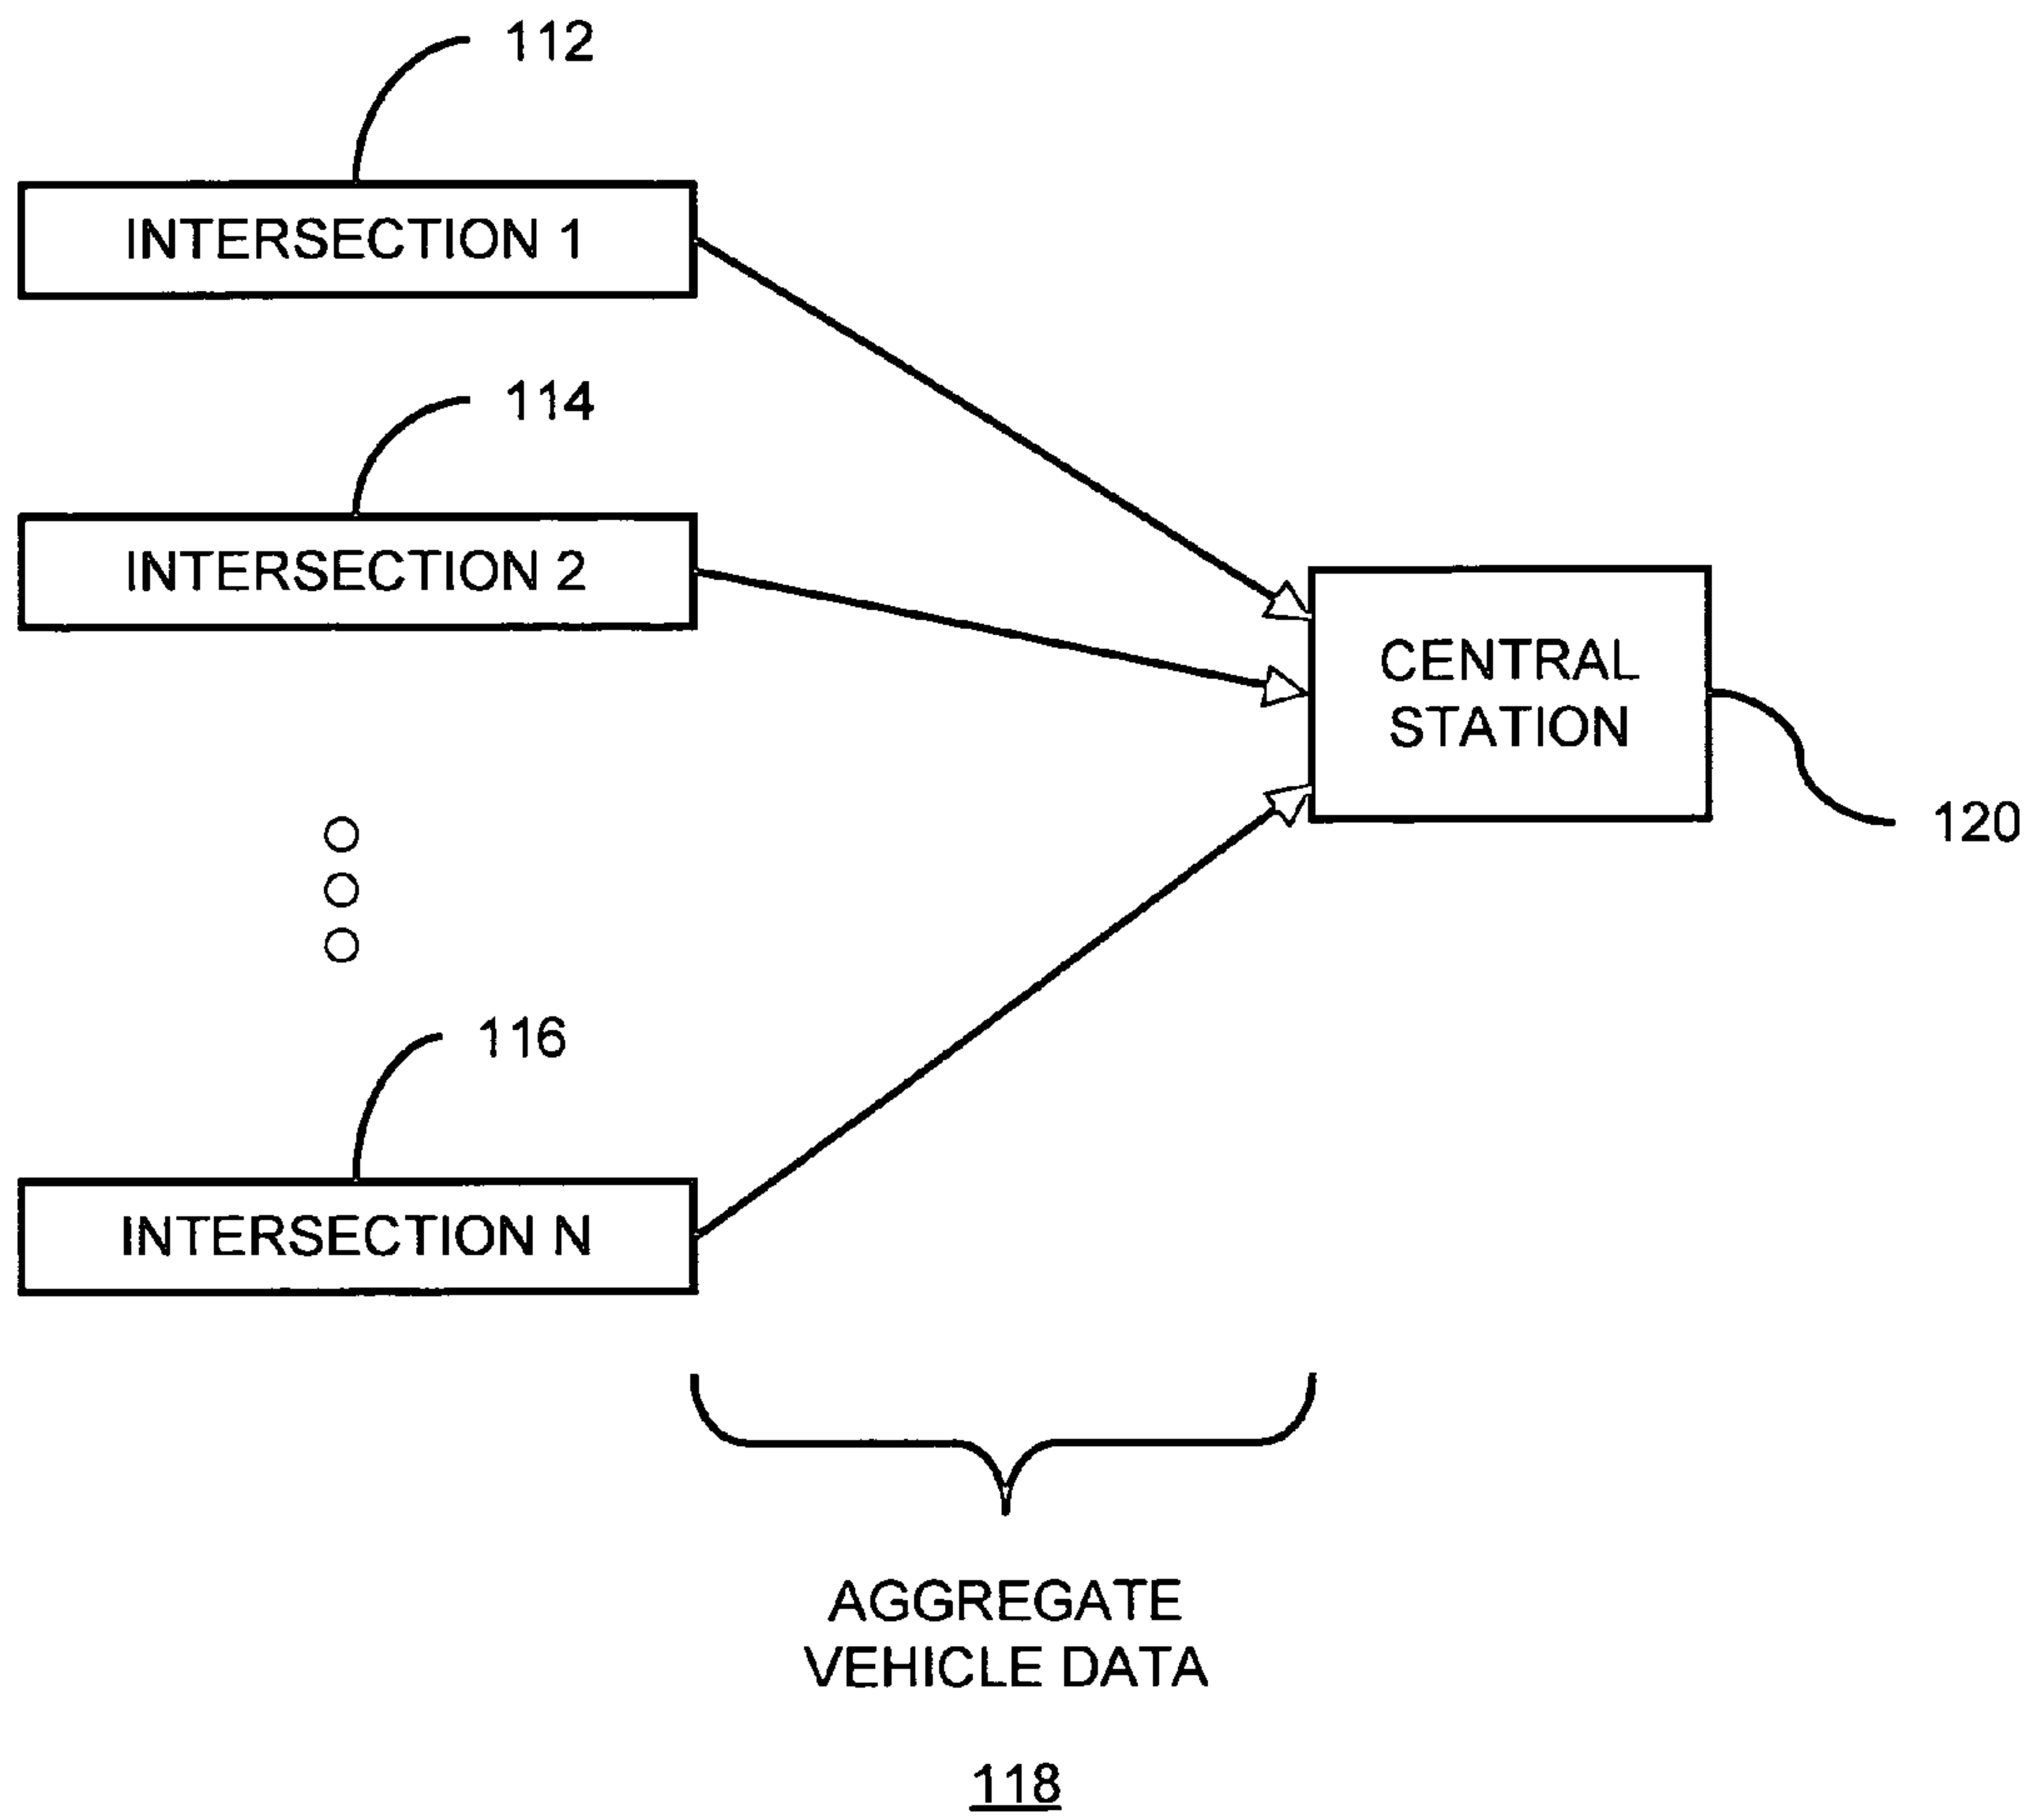 112
INTERSECTION 1
114
INTERSECTION 2
CENTRAL
STATION
120
116
INTERSECTION N
AGGREGATE
VEHICLE DATA
118